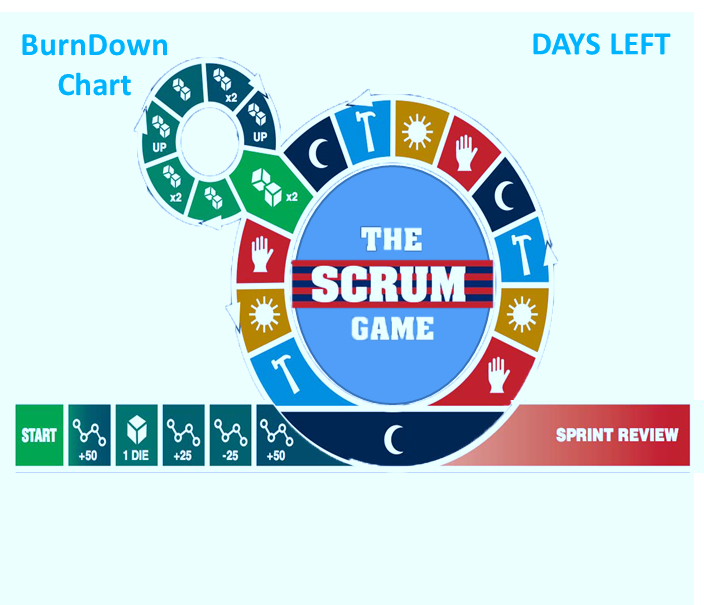 BurnDown
Chart
DAYS LEFT
x2
UP
UP
x2
x2
THE
SCRUM
GAME
START
+50
1 DIE
+25
-25
+50
SPRINT REVIEW